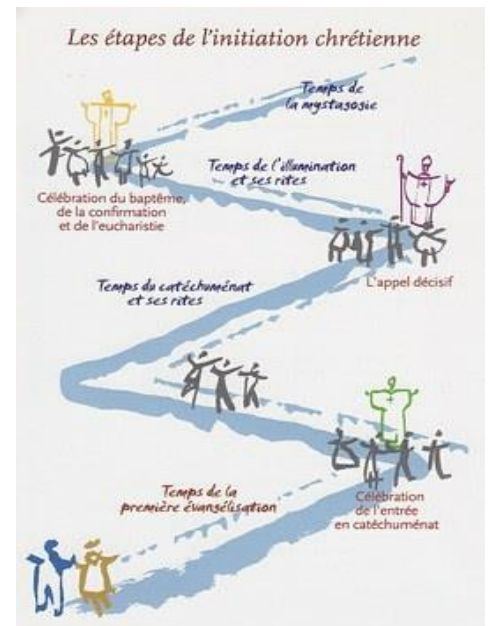 Les étapes de l'initiation chrétienne
Temps de
la mystagogie
Temps de l'illumination
et ses rites
Célébration du baptême,
de la confirmation
et de l'eucharistie
L'appel décisif
Temps du catéchuménat
et ses rites
Temps de la
première évangélisation
Célébration
de l'entrée
en catéchuménat